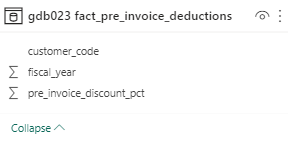 gdb023 fact_pre_invoice_deductions
customer_code
∑ fiscal_year
∑ pre_invoice_discount_pct
Collapse